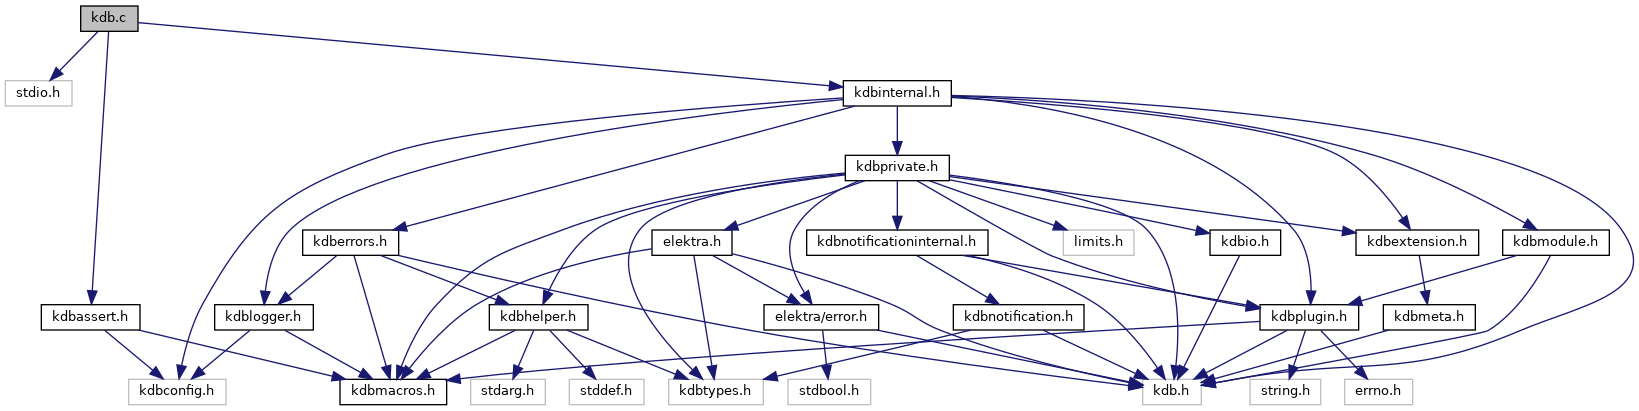 kdb.c
stdio.h
kdbinternal.h
kdbprivate.h
kdberrors.h
elektra.h
kdbnotificationinternal.h
limits.h
kdbio.h
kdbextension.h
kdbmodule.h
kdbassert.h
kdblogger.h
kdbhelper.h
elektra/error.h
kdbnotification.h
kdbplugin.h
kdbmeta.h
kdbconfig.h
kdbmacros.h
stdarg.h
stddef.h
kdbtypes.h
stdbool.h
kdb.h
string.h
errno.h